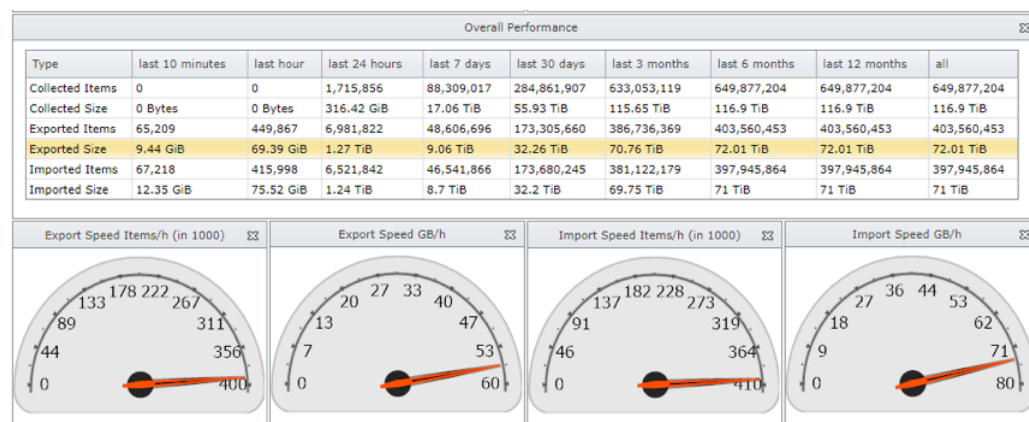 Overall Performance
Type last 10 minutes last hour last 24 hours last 7 days last 30 days last 3 months last 6 months last 12 months all
Collected Items 0 0 1,715,856 88,309,017 284,861,907 633,053,119 649,877,204 649,877,204 649,877,204
Collected Size 0 Bytes 0 Bytes 316.42 GiB 17.06 TiB 55.93 TiB 115.65 TiB 116.9 TiB 116.9 TiB 116.9 TiB
Exported Items 65,209 449,867 6,981,822 48,606,696 173,305,660 386,736,369 403,560,453 403,560,453 403,560,453
Exported Size 9.44 GiB 69.39 GiB 1.27 TiB 9.06 TiB 32.26 TiB 70.76 TiB 72.01 TiB 72.01 TiB 72.01 TiB
Imported Items 67,218 415,998 6,521,842 46,541,866 173,680,245 381,122,179 397,945,864 397,945,864 397,945,864
Imported Size 12.35 GiB 75.52 GiB 1.24 TiB 8.7 TiB 32.2 TiB 69.75 TiB 71 TiB 71 TiB 71 TiB
Export Speed Items/h (in 1000)
0 44 89 133 178 222 267 311 356 400
Export Speed GB/h
0 7 13 20 27 33 40 47 53 60
Import Speed Items/h (in 1000)
0 46 91 137 182 228 273 319 364 410
Import Speed GB/h
0 9 18 27 36 44 53 62 71 80